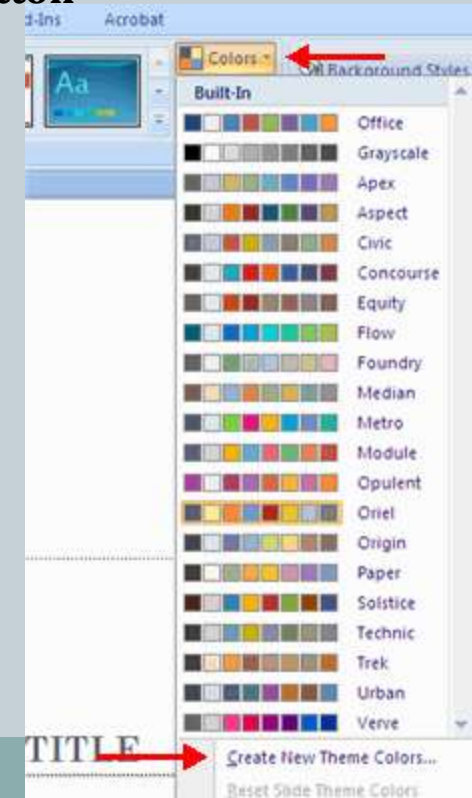 d-Ins Acrobat
Colors
Background Styles
Aa
Built-In
Office
Grayscale
Apex
Aspect
Civic
Concourse
Equity
Flow
Foundry
Median
Metro
Module
Opulent
Oriel
Origin
Paper
Solstice
Technic
Trek
Urban
Verve
TITLE
Create New Theme Colors...
Reset Slide Theme Colors